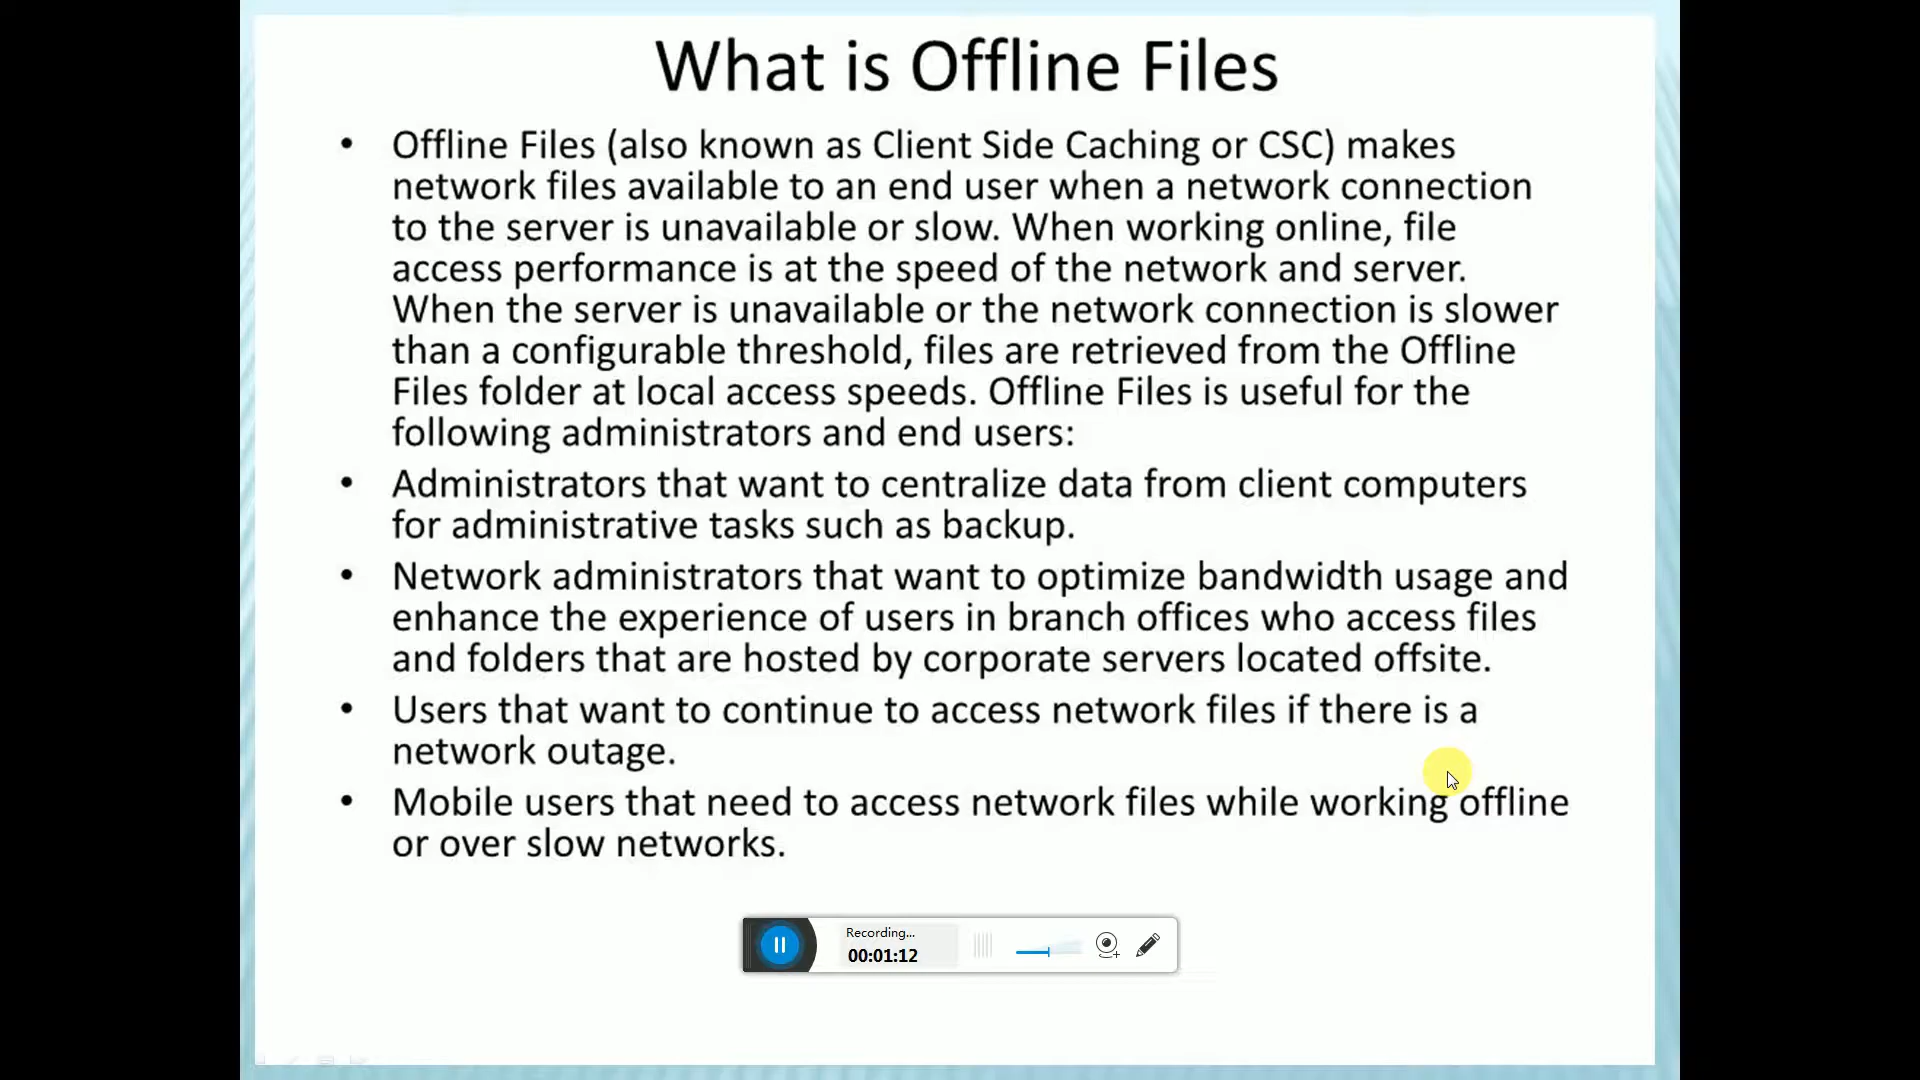 What is Offline Files
• Offline Files (also known as Client Side Caching or CSC) makes
network files available to an end user when a network connection
to the server is unavailable or slow. When working online, file
access performance is at the speed of the network and server.
When the server is unavailable or the network connection is slower
than a configurable threshold, files are retrieved from the Offline
Files folder at local access speeds. Offline Files is useful for the
following administrators and end users:
• Administrators that want to centralize data from client computers
for administrative tasks such as backup.
• Network administrators that want to optimize bandwidth usage and
enhance the experience of users in branch offices who access files
and folders that are hosted by corporate servers located offsite.
• Users that want to continue to access network files if there is a
network outage.
• Mobile users that need to access network files while working offline
or over slow networks.
Recording...
00:01:12